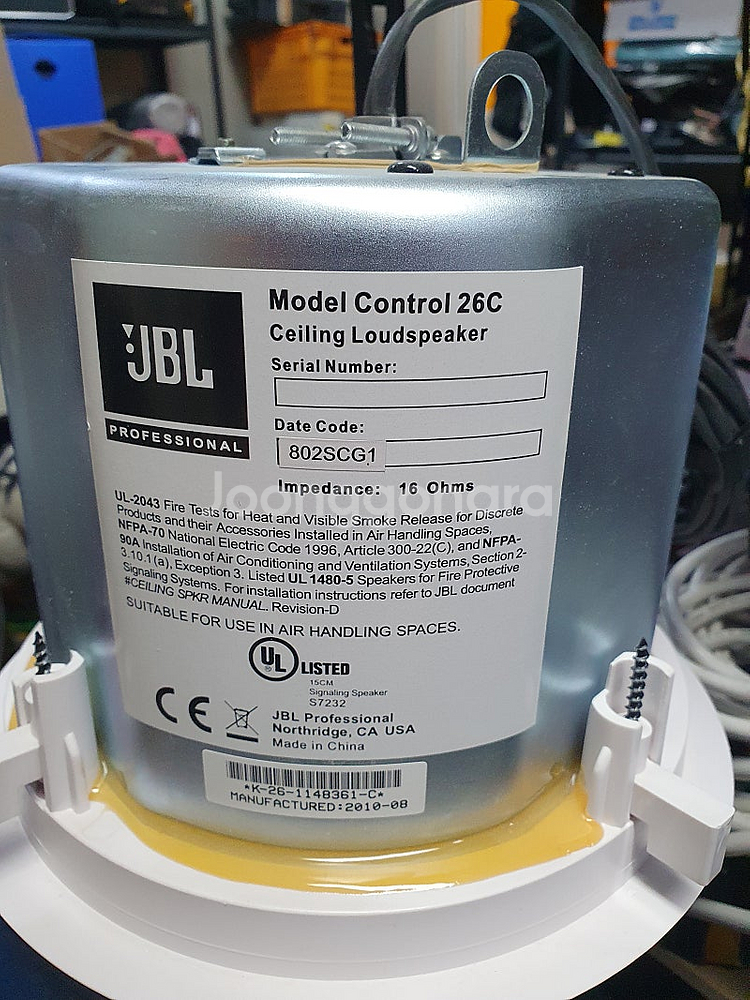 JBL
PROFESSIONAL
Model Control 26C
Ceiling Loudspeaker
Serial Number:
Date Code:
802SCG1
Impedance: 16 Ohms
Joonggonara
UL-2043 Fire Tests for Heat and Visible Smoke Release for Discrete
Products and their Accessories Installed in Air Handling Spaces,
NFPA-70 National Electric Code 1996, Article 300-22(C), and NFPA-
90A Installation of Air Conditioning and Ventilation Systems, Section 2-
3.10.1 (a), Exception 3. Listed UL 1480-5 Speakers for Fire Protective
Signaling Systems. For installation instructions refer to JBL document
#CEILING SPKR MANUAL. Revision-D
SUITABLE FOR USE IN AIR HANDLING SPACES.
UL ® LISTED
15CM
Signaling Speaker
S7232
CE
JBL Professional
Northridge, CA USA
Made in China
*K-26-1148361-C*
MANUFACTURED:2010-08